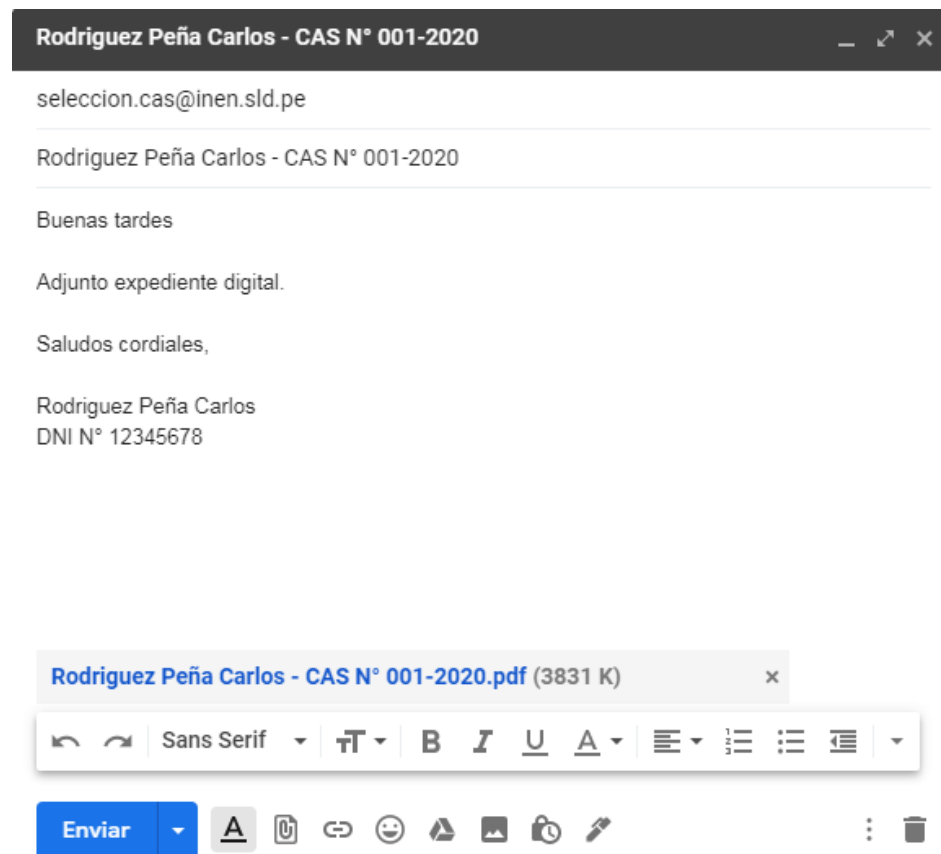 Rodriguez Peña Carlos - CAS N° 001-2020
seleccion.cas@inen.sld.pe
Rodriguez Peña Carlos - CAS N° 001-2020
Buenas tardes
Adjunto expediente digital.
Saludos cordiales,
Rodriguez Peña Carlos
DNI N° 12345678
Rodriguez Peña Carlos - CAS N° 001-2020.pdf (3831 K)
Sans Serif
Enviar